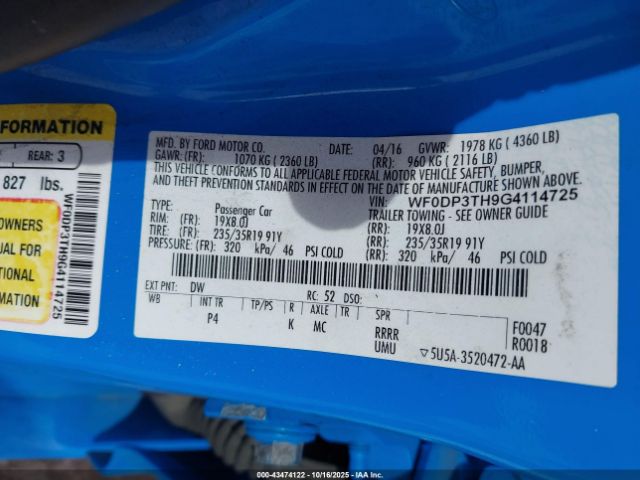 FORMATION
REAR: 3
827 lbs.
OWNERS
UAL FOR
TIONAL
RMATION
WF0DP3TH9G4114725
MFD. BY FORD MOTOR CO. DATE: 04/16 GVWR: 1978 KG ( 4360 LB)
GAWR: (FR): 1070 KG ( 2360 LB) (RR): 960 KG ( 2116 LB)
THIS VEHICLE CONFORMS TO ALL APPLICABLE FEDERAL MOTOR VEHICLE SAFETY, BUMPER,
AND THEFT PREVENTION STANDARDS IN EFFECT ON THE DATE OF MANUFACTURE SHOWN ABOVE.
VIN: WF0DP3TH9G4114725
TYPE: Passenger Car TRAILER TOWING - SEE OWNER GUIDE
RIM: (FR) 19X8.0J (RR): 19X8.0J
TIRE: (FR) 235/35R19 91Y (RR): 235/35R19 91Y
PRESSURE: (FR) 320 kPa/ 46 PSI COLD (RR): 320 kPa/ 46 PSI COLD
EXT PNT: DW RC: 52 DSO:
WB INT TR TP/PS R AXLE TR SPR
P4 K MC RRRR F0047
UMU R0018
▽5U5A-3520472-AA
000-43474122 - 10/16/2025 - IAA